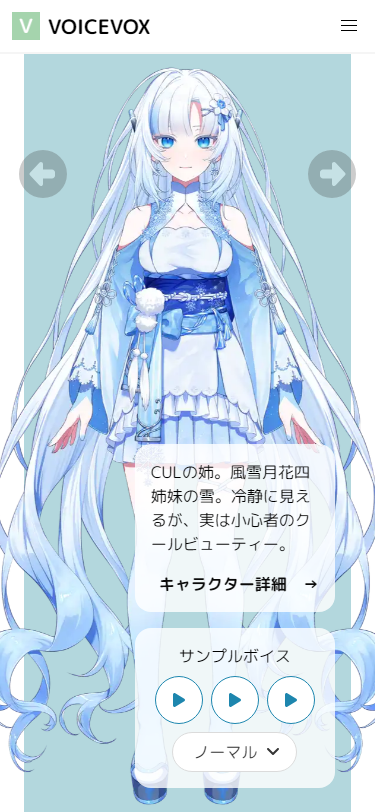 V VOICEVOX
CULの姉。風雪月花四
姉妹の雪。冷静に見え
るが、実は小心者のク
ールビューティー。
キャラクター詳細 →
サンプルボイス
ノーマル